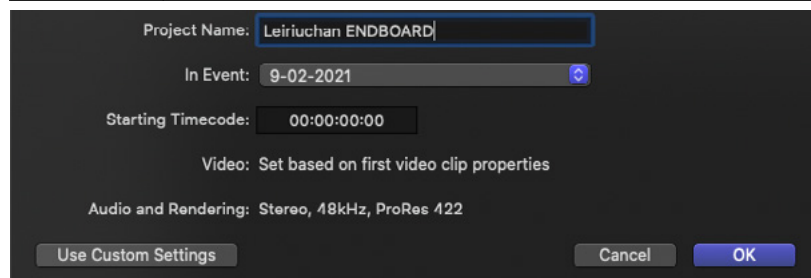 Project Name: Leiriuchan ENDBOARD
In Event: 9-02-2021
Starting Timecode: 00:00:00:00
Video: Set based on first video clip properties
Audio and Rendering: Stereo, 48kHz, ProRes 422
Use Custom Settings Cancel OK